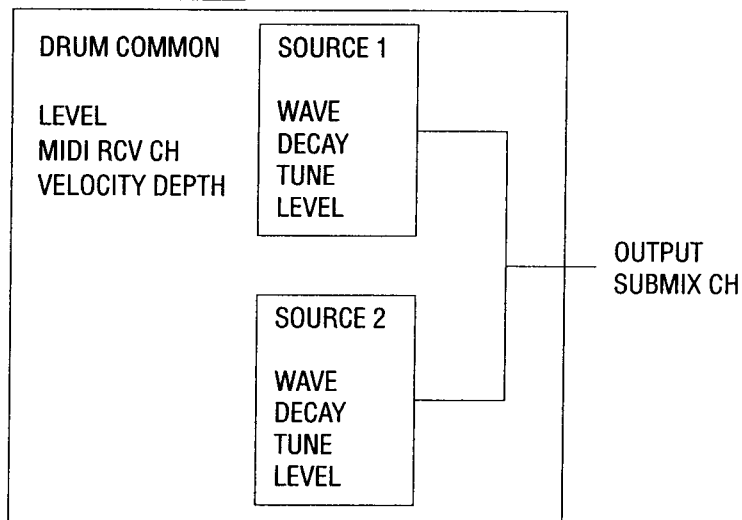 DRUM COMMON
LEVEL
MIDI RCV CH
VELOCITY DEPTH
SOURCE 1
WAVE
DECAY
TUNE
LEVEL
SOURCE 2
WAVE
DECAY
TUNE
LEVEL
OUTPUT
SUBMIX CH